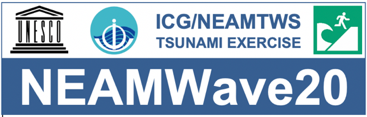 UNESCO
ICG/NEAMTWS
TSUNAMI EXERCISE
NEAMWave20